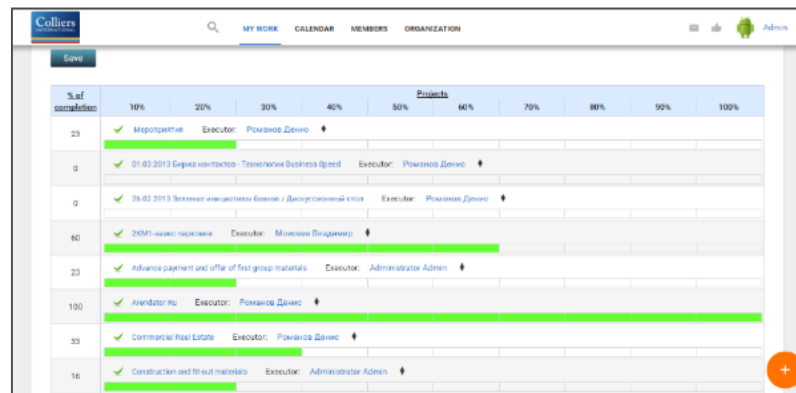 Colliers
INTERNATIONAL
MY WORK CALENDAR MEMBERS ORGANIZATION Admin
Save
% of completion
Projects
10% 20% 30% 40% 50% 60% 70% 80% 90% 100%
23 Мероприятия Executor: Романов Денис
0 01.03.2013 Биржа контактов - Технологии Business Speed Executor: Романов Денис
0 26.02.2013 Зеленые инициативы банков / Дискуссионный стол Executor: Романов Денис
60 2КМ1-навес парковки Executor: Моисеев Владимир
23 Advance payment and offer of first group materials Executor: Administrator Admin
100 Arendator.ru Executor: Романов Денис
33 Commercial Real Estate Executor: Романов Денис
16 Construction and fit-out materials Executor: Administrator Admin